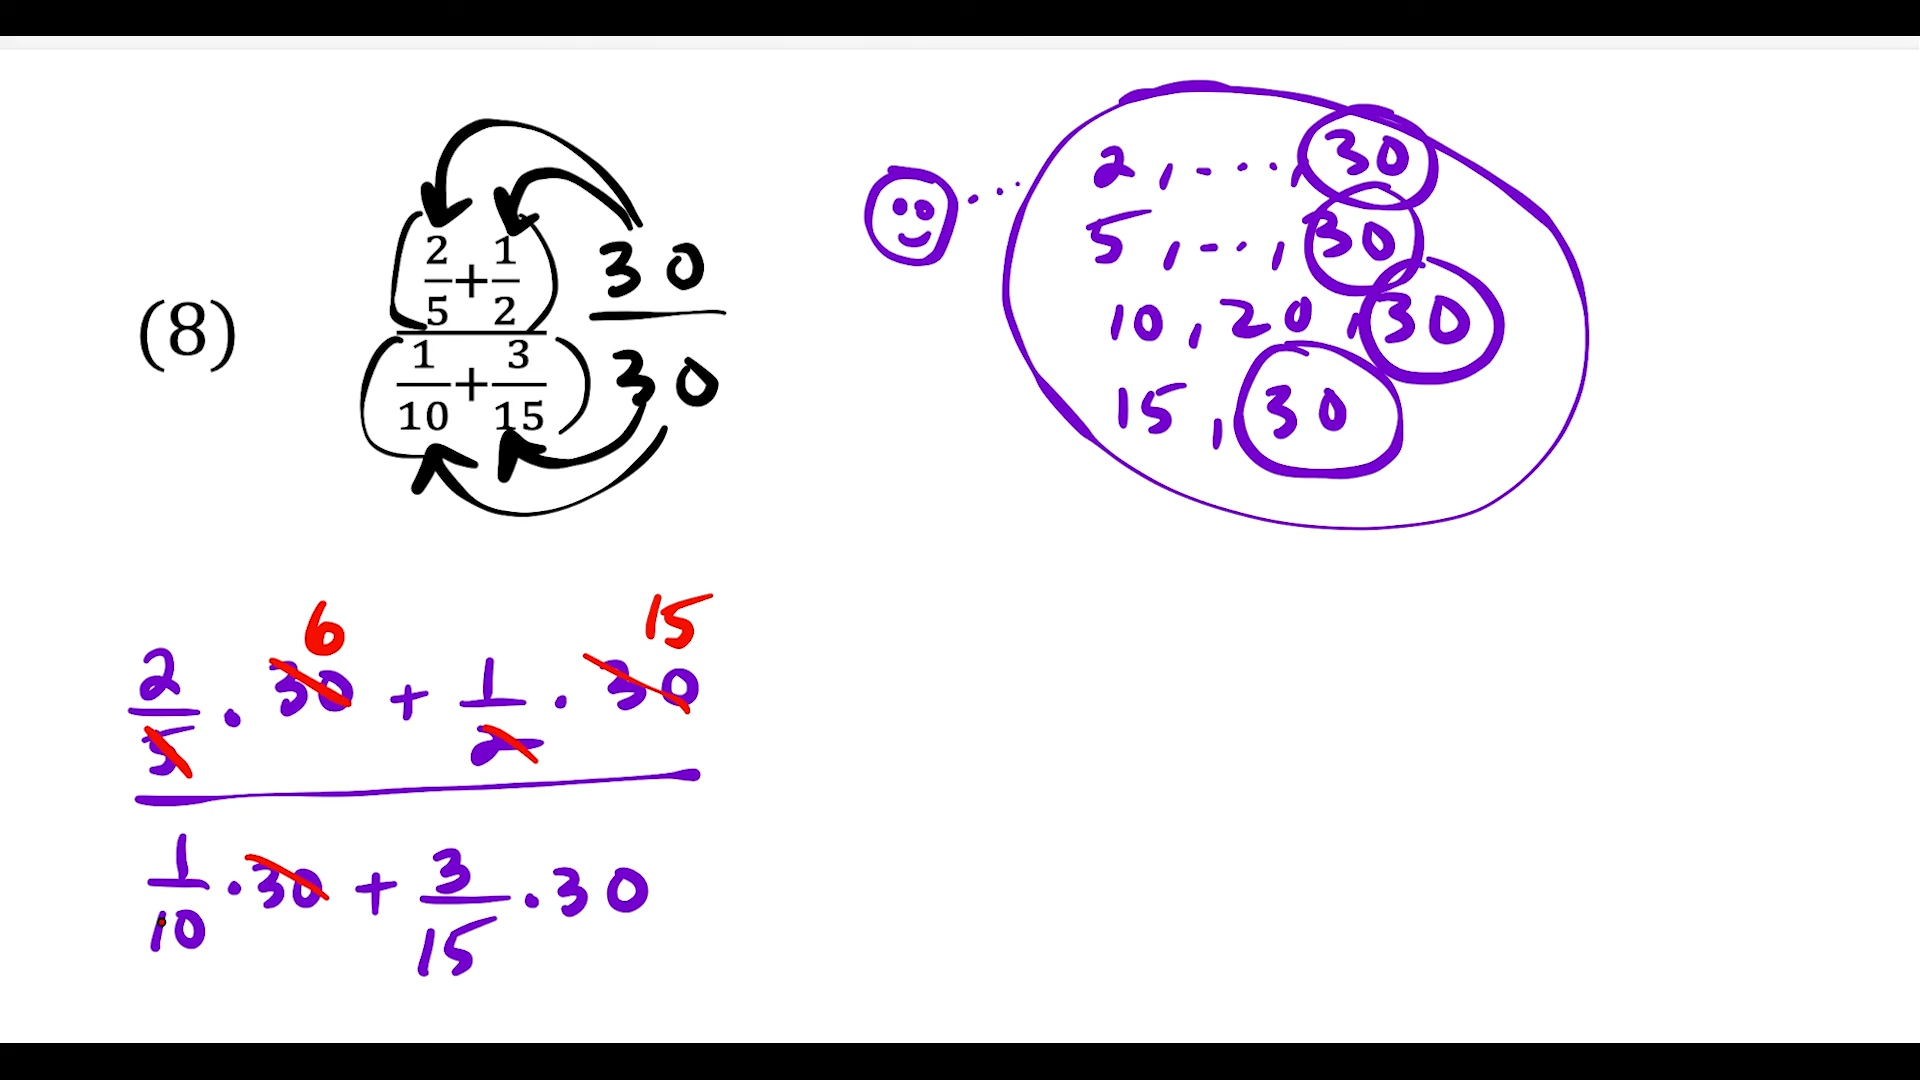 (8)
2/5 + 1/2
1/10 + 3/15
30
30
2 , - · · · , 30
5 , - · · , 30
10 , 20 , 30
15 , 30
6 15
2/5 · 30 + 1/2 · 30
1/10 · 30 + 3/15 · 30